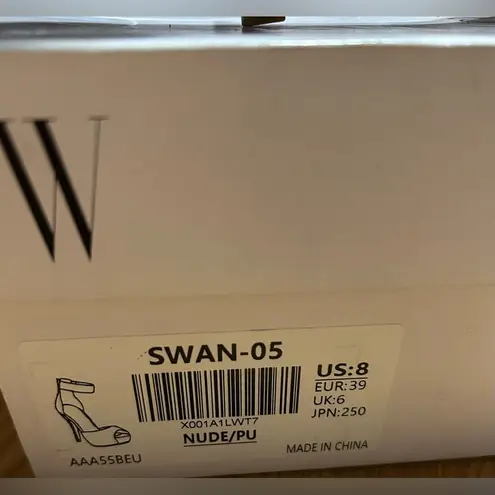 W
SWAN-05
US:8
EUR:39
UK:6
JPN:250
X001A1LWT7
NUDE/PU
MADE IN CHINA
AAA55BEU